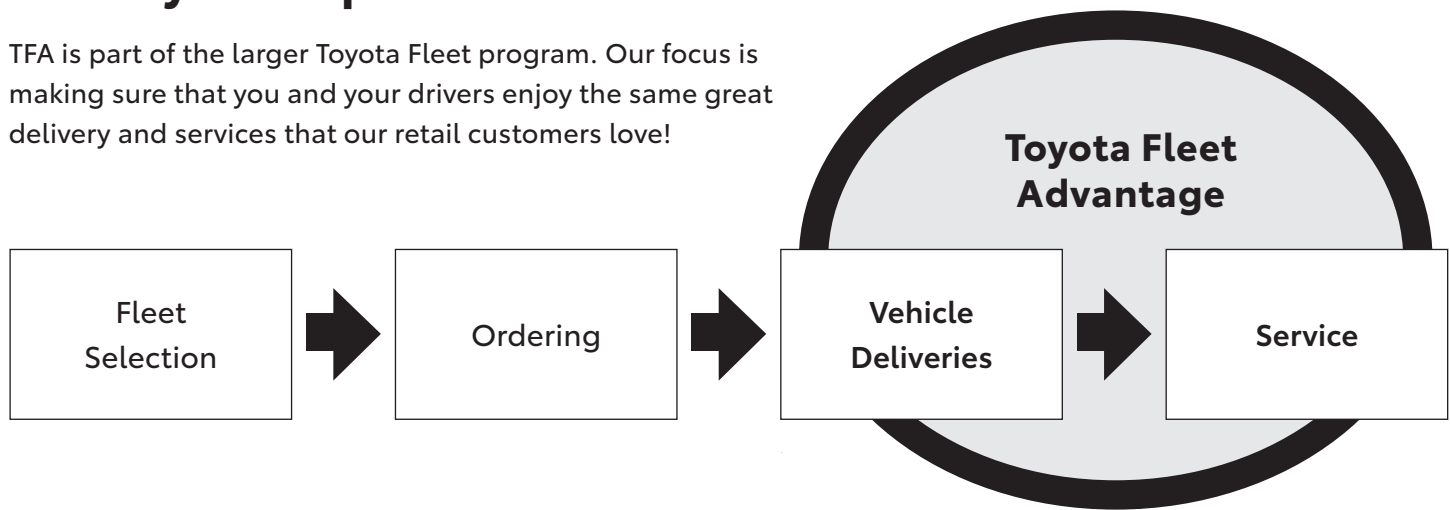 TFA is part of the larger Toyota Fleet program. Our focus is
making sure that you and your drivers enjoy the same great
delivery and services that our retail customers love!
Toyota Fleet
Advantage
Fleet
Selection
Ordering
Vehicle
Deliveries
Service